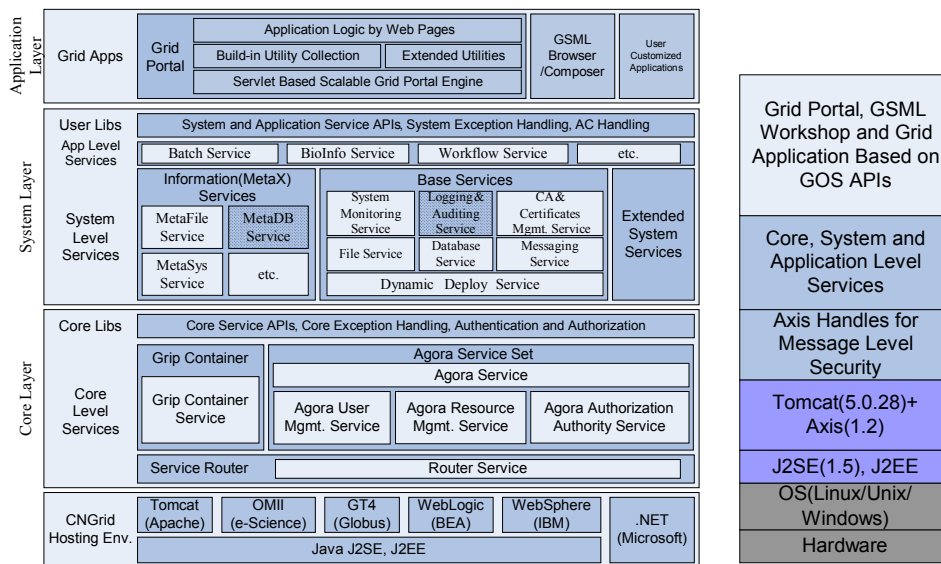 Application
Layer
Grid Apps
Grid
Portal
Application Logic by Web Pages
Build-in Utility Collection
Extended Utilities
Servlet Based Scalable Grid Portal Engine
GSML
Browser
/Composer
User
Customized
Applications
System Layer
User Libs
System and Application Service APIs, System Exception Handling, AC Handling
App Level
Services
Batch Service
BioInfo Service
Workflow Service
etc.
System
Level
Services
Information(MetaX)
Services
MetaFile
Service
MetaDB
Service
MetaSys
Service
etc.
Base Services
System
Monitoring
Service
Logging&
Auditing
Service
CA&
Certificates
Mgmt. Service
File Service
Database
Service
Messaging
Service
Dynamic Deploy Service
Extended
System
Services
Core Layer
Core Libs
Core Service APIs, Core Exception Handling, Authentication and Authorization
Core
Level
Services
Grip Container
Grip Container
Service
Agora Service Set
Agora Service
Agora User
Mgmt. Service
Agora Resource
Mgmt. Service
Agora Authorization
Authority Service
Service Router
Router Service
CNGrid
Hosting Env.
Tomcat
(Apache)
OMII
(e-Science)
GT4
(Globus)
WebLogic
(BEA)
WebSphere
(IBM)
Java J2SE, J2EE
.NET
(Microsoft)
Grid Portal, GSML
Workshop and Grid
Application Based on
GOS APIs
Core, System and
Application Level
Services
Axis Handles for
Message Level
Security
Tomcat(5.0.28)+
Axis(1.2)
J2SE(1.5), J2EE
OS(Linux/Unix/
Windows)
Hardware